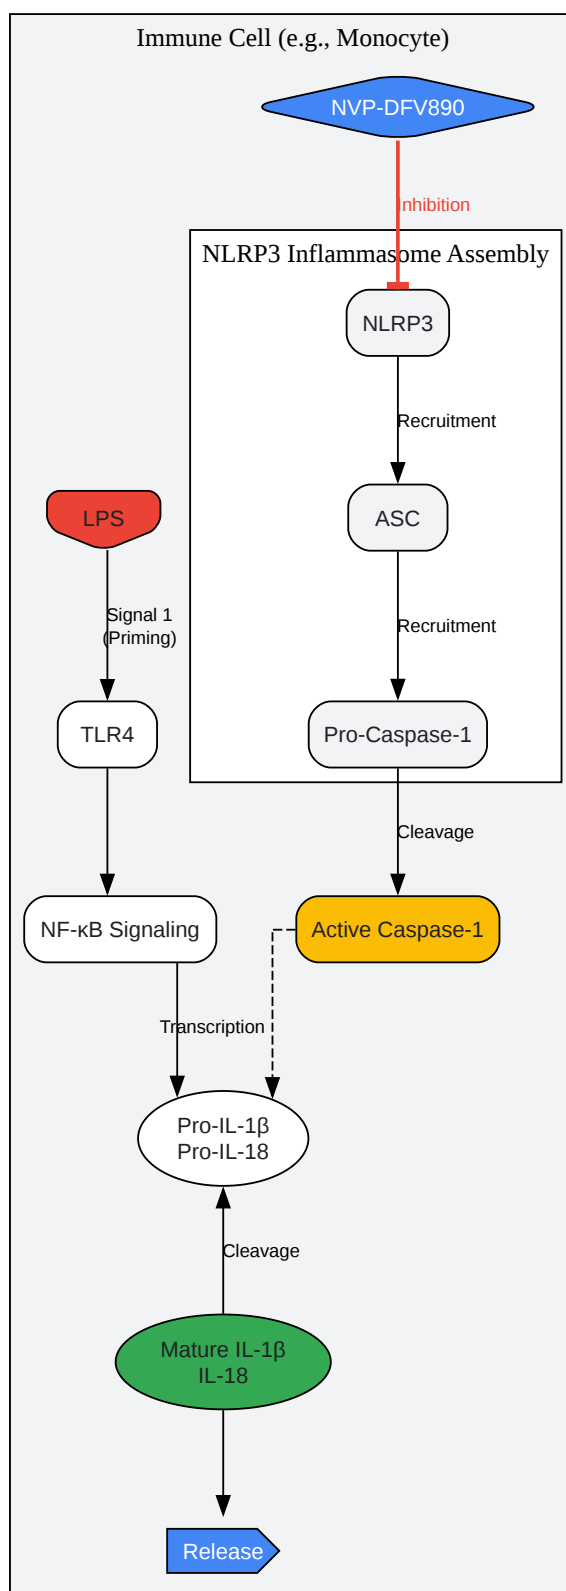 Immune Cell (e.g., Monocyte)
NVP-DFV890
Inhibition
NLRP3 Inflammasome Assembly
NLRP3
Recruitment
ASC
Recruitment
Pro-Caspase-1
Cleavage
Active Caspase-1
LPS
Signal 1
(Priming)
TLR4
NF-κB Signaling
Transcription
Pro-IL-1β
Pro-IL-18
Cleavage
Mature IL-1β
IL-18
Release